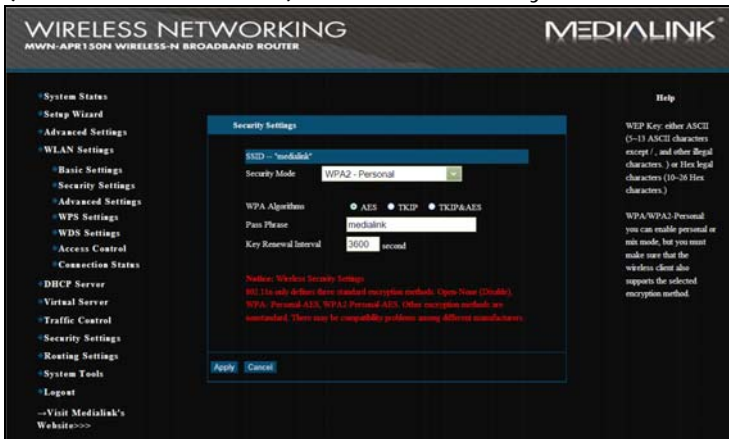 WIRELESS NETWORKING
MWN-APR150N WIRELESS-N BROADBAND ROUTER
MEDIALINK®
System Status
Setup Wizard
Advanced Settings
WLAN Settings
Basic Settings
Security Settings
Advanced Settings
WPS Settings
WDS Settings
Access Control
Connection Status
DHCP Server
Virtual Server
Traffic Control
Security Settings
Routing Settings
System Tools
Logout
→Visit Medialink's
Website>>>
Security Settings
SSID -- "medialink"
Security Mode WPA2 - Personal
WPA Algorithms AES TKIP TKIP&AES
Pass Phrase medialink
Key Renewal Interval 3600 second
Notice: Wireless Security Settings
802.11n only defines three standard encryption methods: Open-None (Disable),
WPA- Personal-AES, WPA2-Personal-AES. Other encryption methods are
nonstandard. There may be compatibility problems among different manufacturers.
Apply Cancel
Help
WEP Key: either ASCII
(5~13 ASCII characters
except / , and other illegal
characters. ) or Hex legal
characters (10~26 Hex
characters.)
WPA/WPA2-Personal:
you can enable personal or
mix mode, but you must
make sure that the
wireless client also
supports the selected
encryption method.